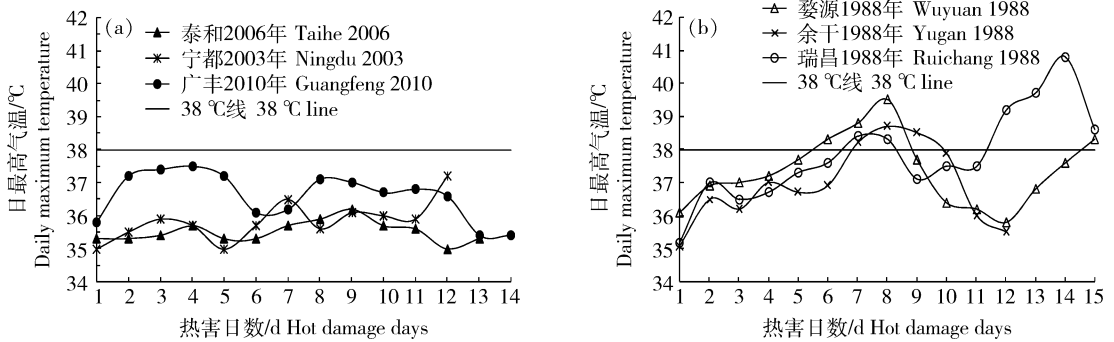 (a)
泰和2006年 Taihe 2006
宁都2003年 Ningdu 2003
广丰2010年 Guangfeng 2010
38 ℃线 38 ℃ line
日最高气温/℃
Daily maximum temperature/℃
42
41
40
39
38
37
36
35
34
1 2 3 4 5 6 7 8 9 10 11 12 13 14
热害日数/d Hot damage days
(b)
婺源1988年 Wuyuan 1988
余干1988年 Yugan 1988
瑞昌1988年 Ruichang 1988
38 ℃线 38 ℃ line
日最高气温/℃
Daily maximum temperature/℃
42
41
40
39
38
37
36
35
34
1 2 3 4 5 6 7 8 9 10 11 12 13 14 15
热害日数/d Hot damage days